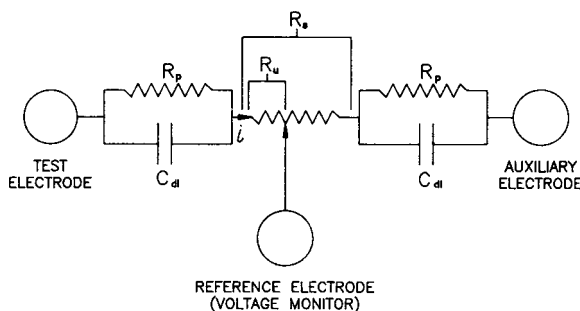 Rs
Ru
Rp
Rp
i
Cdl
Cdl
TEST
ELECTRODE
AUXILIARY
ELECTRODE
REFERENCE ELECTRODE
(VOLTAGE MONITOR)